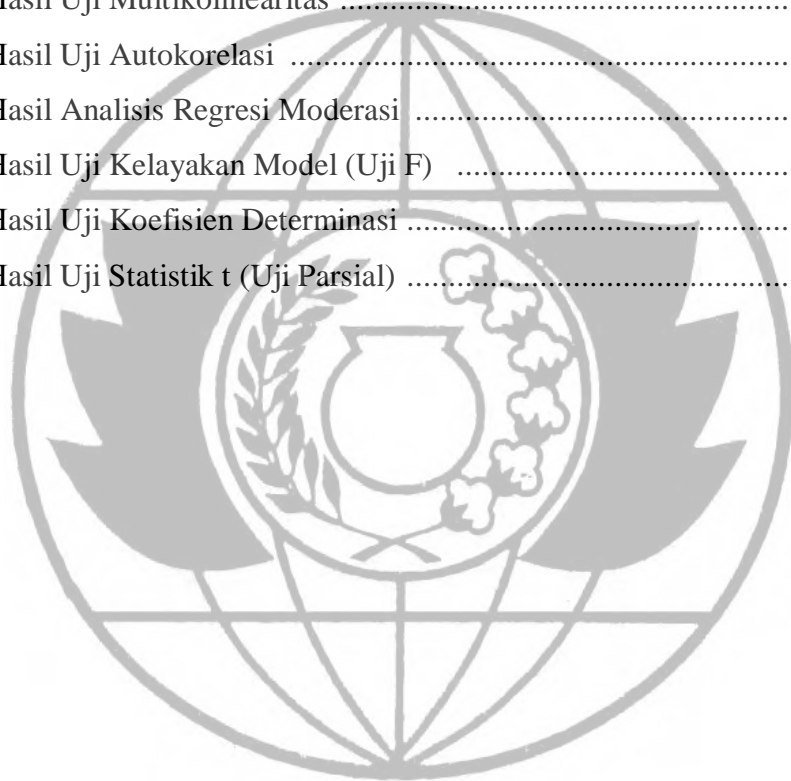 Hasil Uji Multikolinearitas ..........................................................
Hasil Uji Autokorelasi ..................................................................
Hasil Analisis Regresi Moderasi .................................................
Hasil Uji Kelayakan Model (Uji F) ...........................................
Hasil Uji Koefisien Determinasi ..................................................
Hasil Uji Statistik t (Uji Parsial) ..................................................